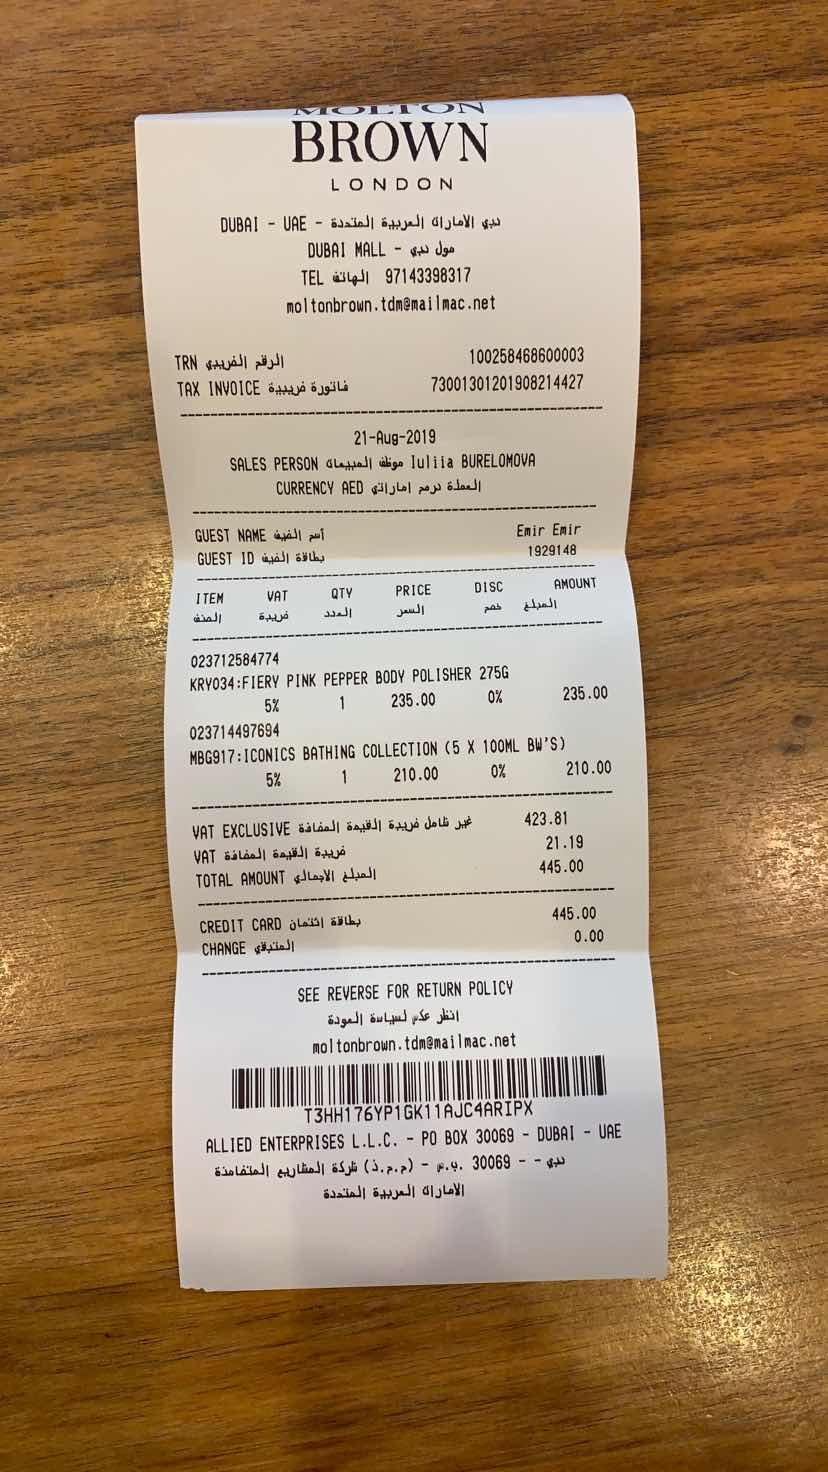 MOLTON
BROWN
LONDON
DUBAI - UAE - دبي الامارات العربية المتحدة
DUBAI MALL - مول دبي
TEL الهاتف 97143398317
moltonbrown.tdm@mailmac.net
TRN الرقم الضريبي 100258468600003
TAX INVOICE فاتورة ضريبية 73001301201908214427
21-Aug-2019
SALES PERSON موظف المبيعات Iuliia BURELOMOVA
CURRENCY AED العملة درهم اماراتي
GUEST NAME أسم الضيف Emir Emir
GUEST ID بطاقة الضيف 1929148
ITEM VAT QTY PRICE DISC AMOUNT
الصنف ضريبة العدد السعر خصم المبلغ
023712584774
KRY034:FIERY PINK PEPPER BODY POLISHER 275G
5% 1 235.00 0% 235.00
023714497694
MBG917:ICONICS BATHING COLLECTION (5 X 100ML BW'S)
5% 1 210.00 0% 210.00
VAT EXCLUSIVE غير شامل ضريبة القيمة المضافة 423.81
VAT ضريبة القيمة المضافة 21.19
TOTAL AMOUNT المبلغ الاجمالي 445.00
CREDIT CARD بطاقة إئتمان 445.00
CHANGE المتبقي 0.00
SEE REVERSE FOR RETURN POLICY
انظر عكس لسياسة العودة
moltonbrown.tdm@mailmac.net
T3HH176YP1GK11AJC4ARIPX
ALLIED ENTERPRISES L.L.C. - PO BOX 30069 - DUBAI - UAE
شركة المشاريع المتضامنة (ذ.م.م) - ص.ب. 30069 - - دبي
الامارات العربية المتحدة